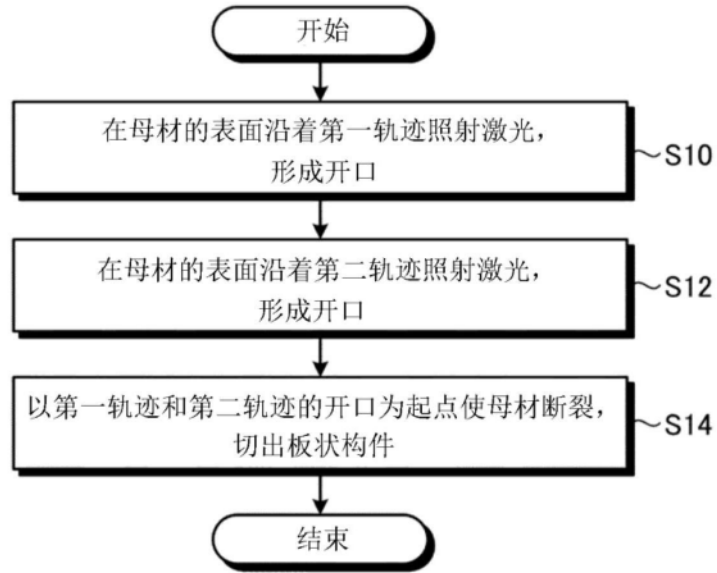 开始
在母材的表面沿着第一轨迹照射激光，
形成开口
S10
在母材的表面沿着第二轨迹照射激光，
形成开口
S12
以第一轨迹和第二轨迹的开口为起点使母材断裂，
切出板状构件
S14
结束